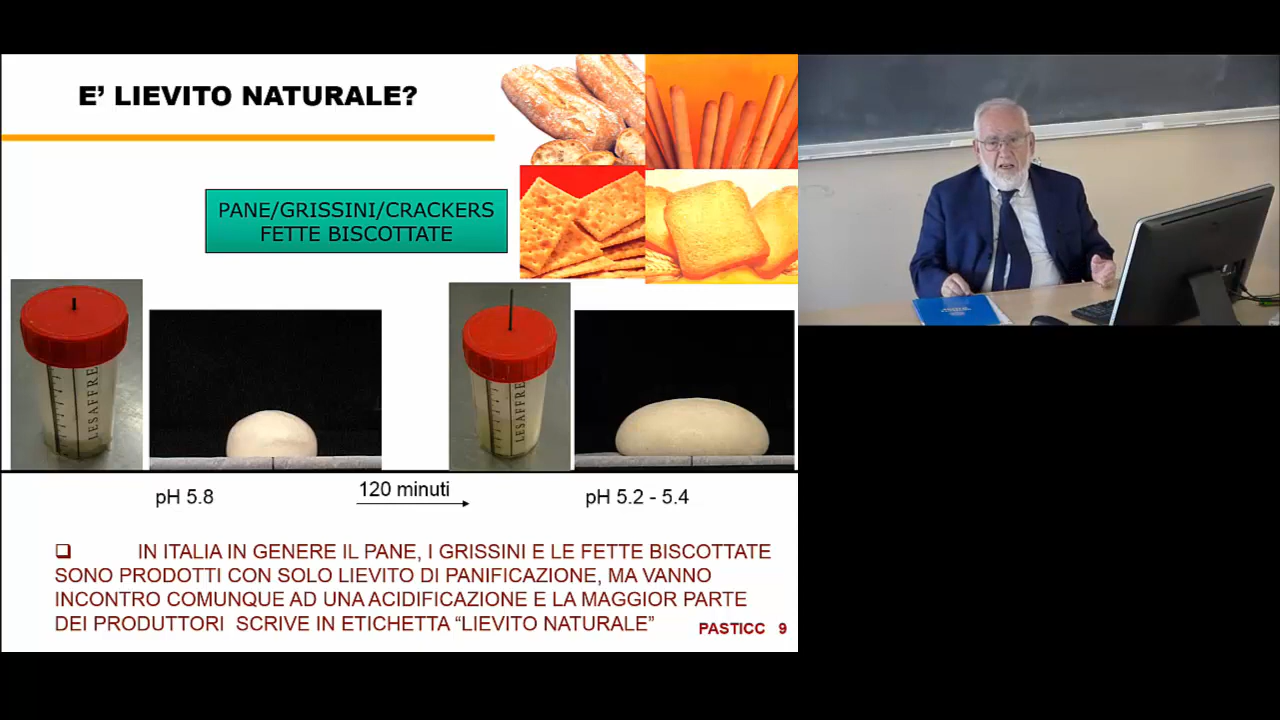 E’ LIEVITO NATURALE?
PANE/GRISSINI/CRACKERS
FETTE BISCOTTATE
LESAFFRE
LESAFFRE
pH 5.8
120 minuti
pH 5.2 - 5.4
❑ IN ITALIA IN GENERE IL PANE, I GRISSINI E LE FETTE BISCOTTATE
SONO PRODOTTI CON SOLO LIEVITO DI PANIFICAZIONE, MA VANNO
INCONTRO COMUNQUE AD UNA ACIDIFICAZIONE E LA MAGGIOR PARTE
DEI PRODUTTORI SCRIVE IN ETICHETTA “LIEVITO NATURALE”
PASTICC 9